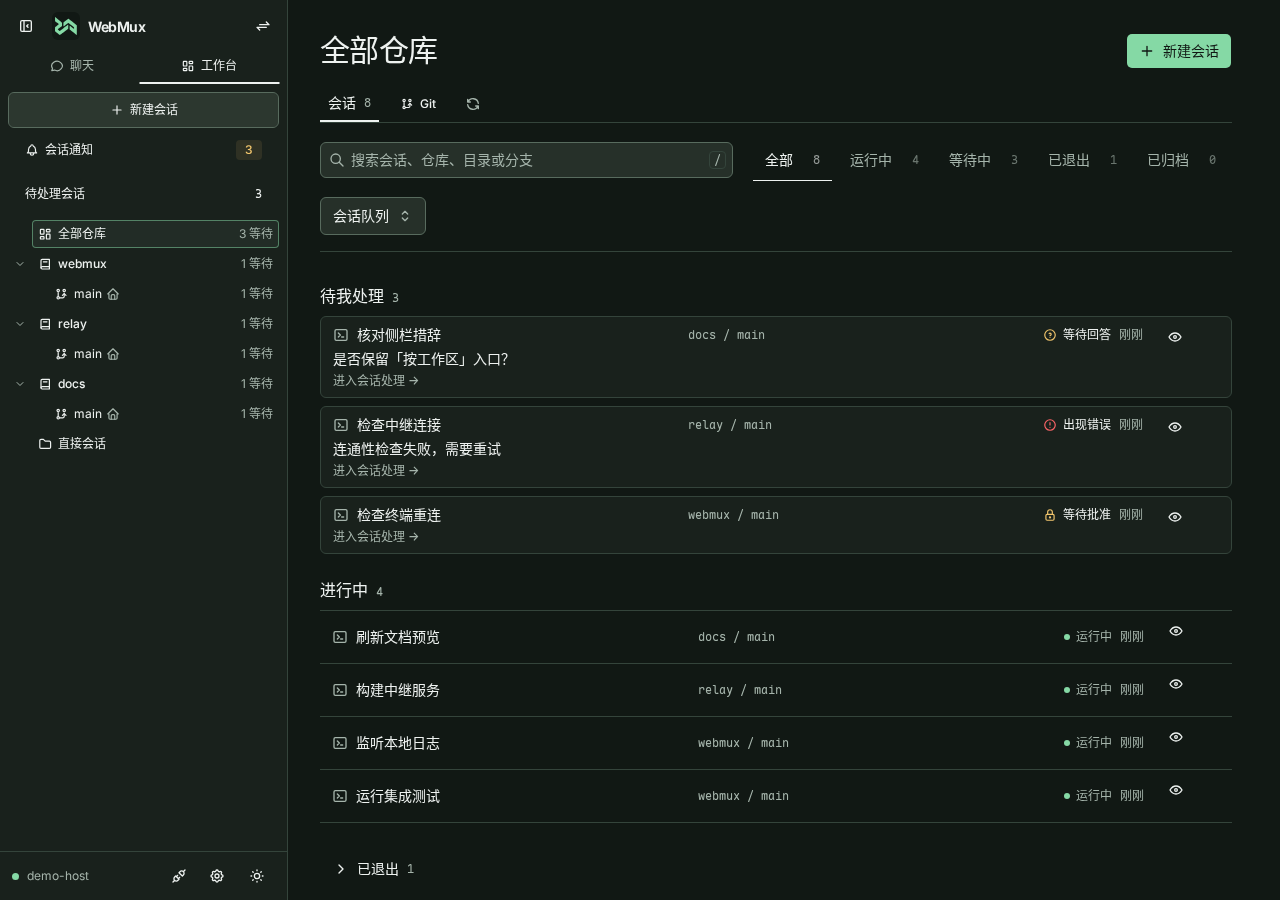 WebMux
聊天
工作台
新建会话
会话通知 3
待处理会话 3
全部仓库 3 等待
webmux 1 等待
main 1 等待
relay 1 等待
main 1 等待
docs 1 等待
main 1 等待
直接会话
demo-host
全部仓库
新建会话
会话 8 Git
搜索会话、仓库、目录或分支 /
全部 8 运行中 4 等待中 3 已退出 1 已归档 0
会话队列
待我处理 3
核对侧栏措辞 docs / main 等待回答 刚刚
是否保留「按工作区」入口？
进入会话处理 →
检查中继连接 relay / main 出现错误 刚刚
连通性检查失败，需要重试
进入会话处理 →
检查终端重连 webmux / main 等待批准 刚刚
进入会话处理 →
进行中 4
刷新文档预览 docs / main 运行中 刚刚
构建中继服务 relay / main 运行中 刚刚
监听本地日志 webmux / main 运行中 刚刚
运行集成测试 webmux / main 运行中 刚刚
已退出 1